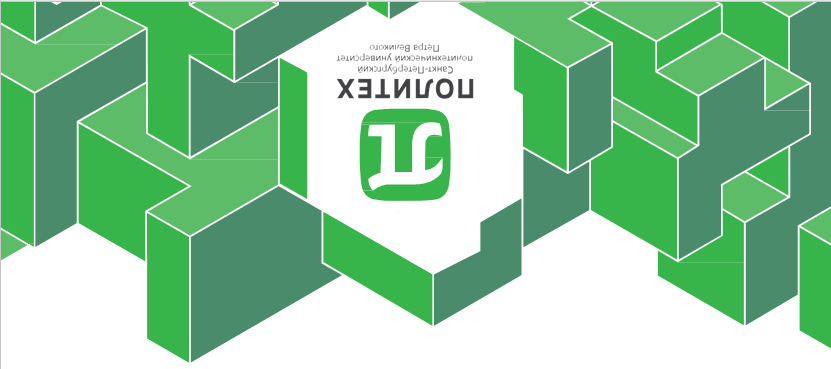 ПОЛИТЕХ
Санкт-Петербургский
политехнический университет
Петра Великого